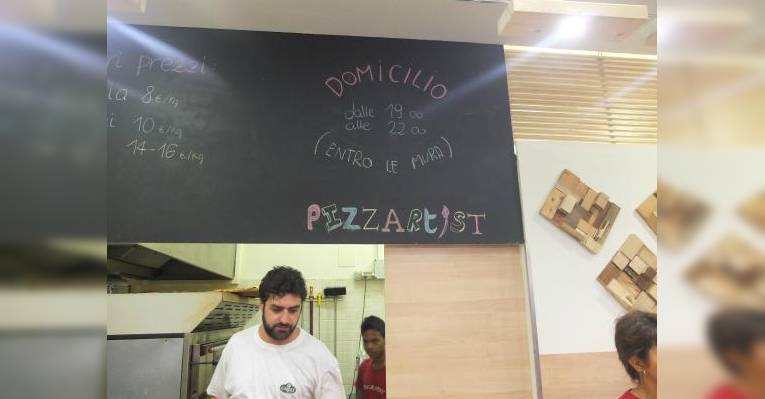 prezzi:
8 €/Kg
10 €/Kg
14-16 €/Kg
DOMICILIO
dalle 19.00
alle 22.00
(ENTRO LE MURA)
PIZZARTIST